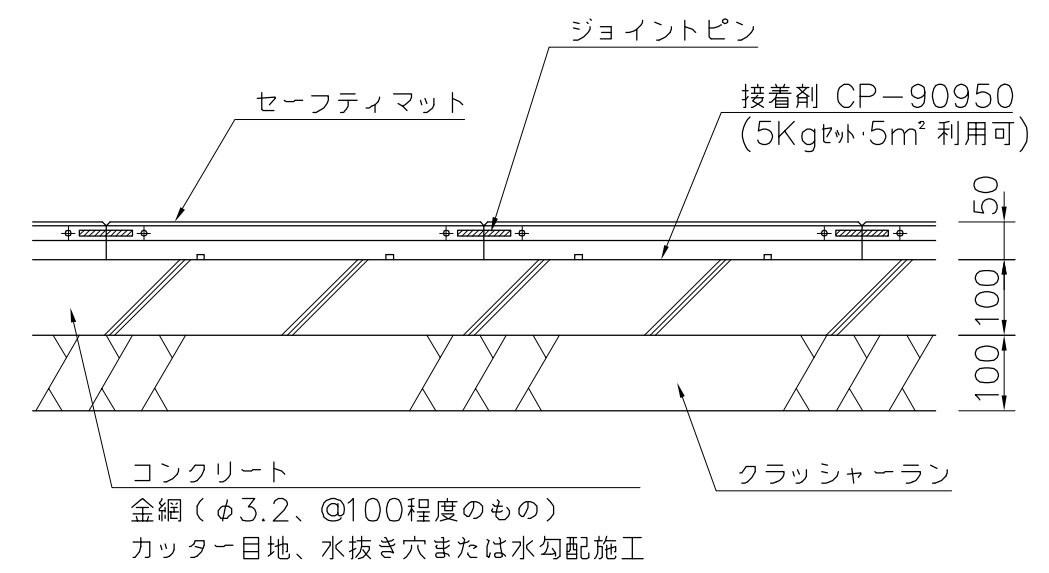 ジョイントピン
セーフティマット
接着剤 CP−90950
(5Kgｾｯﾄ･5m² 利用可)
50
100
100
コンクリート
金網（φ3.2、@100程度のもの）
カッター目地、水抜き穴または水勾配施工
クラッシャーラン